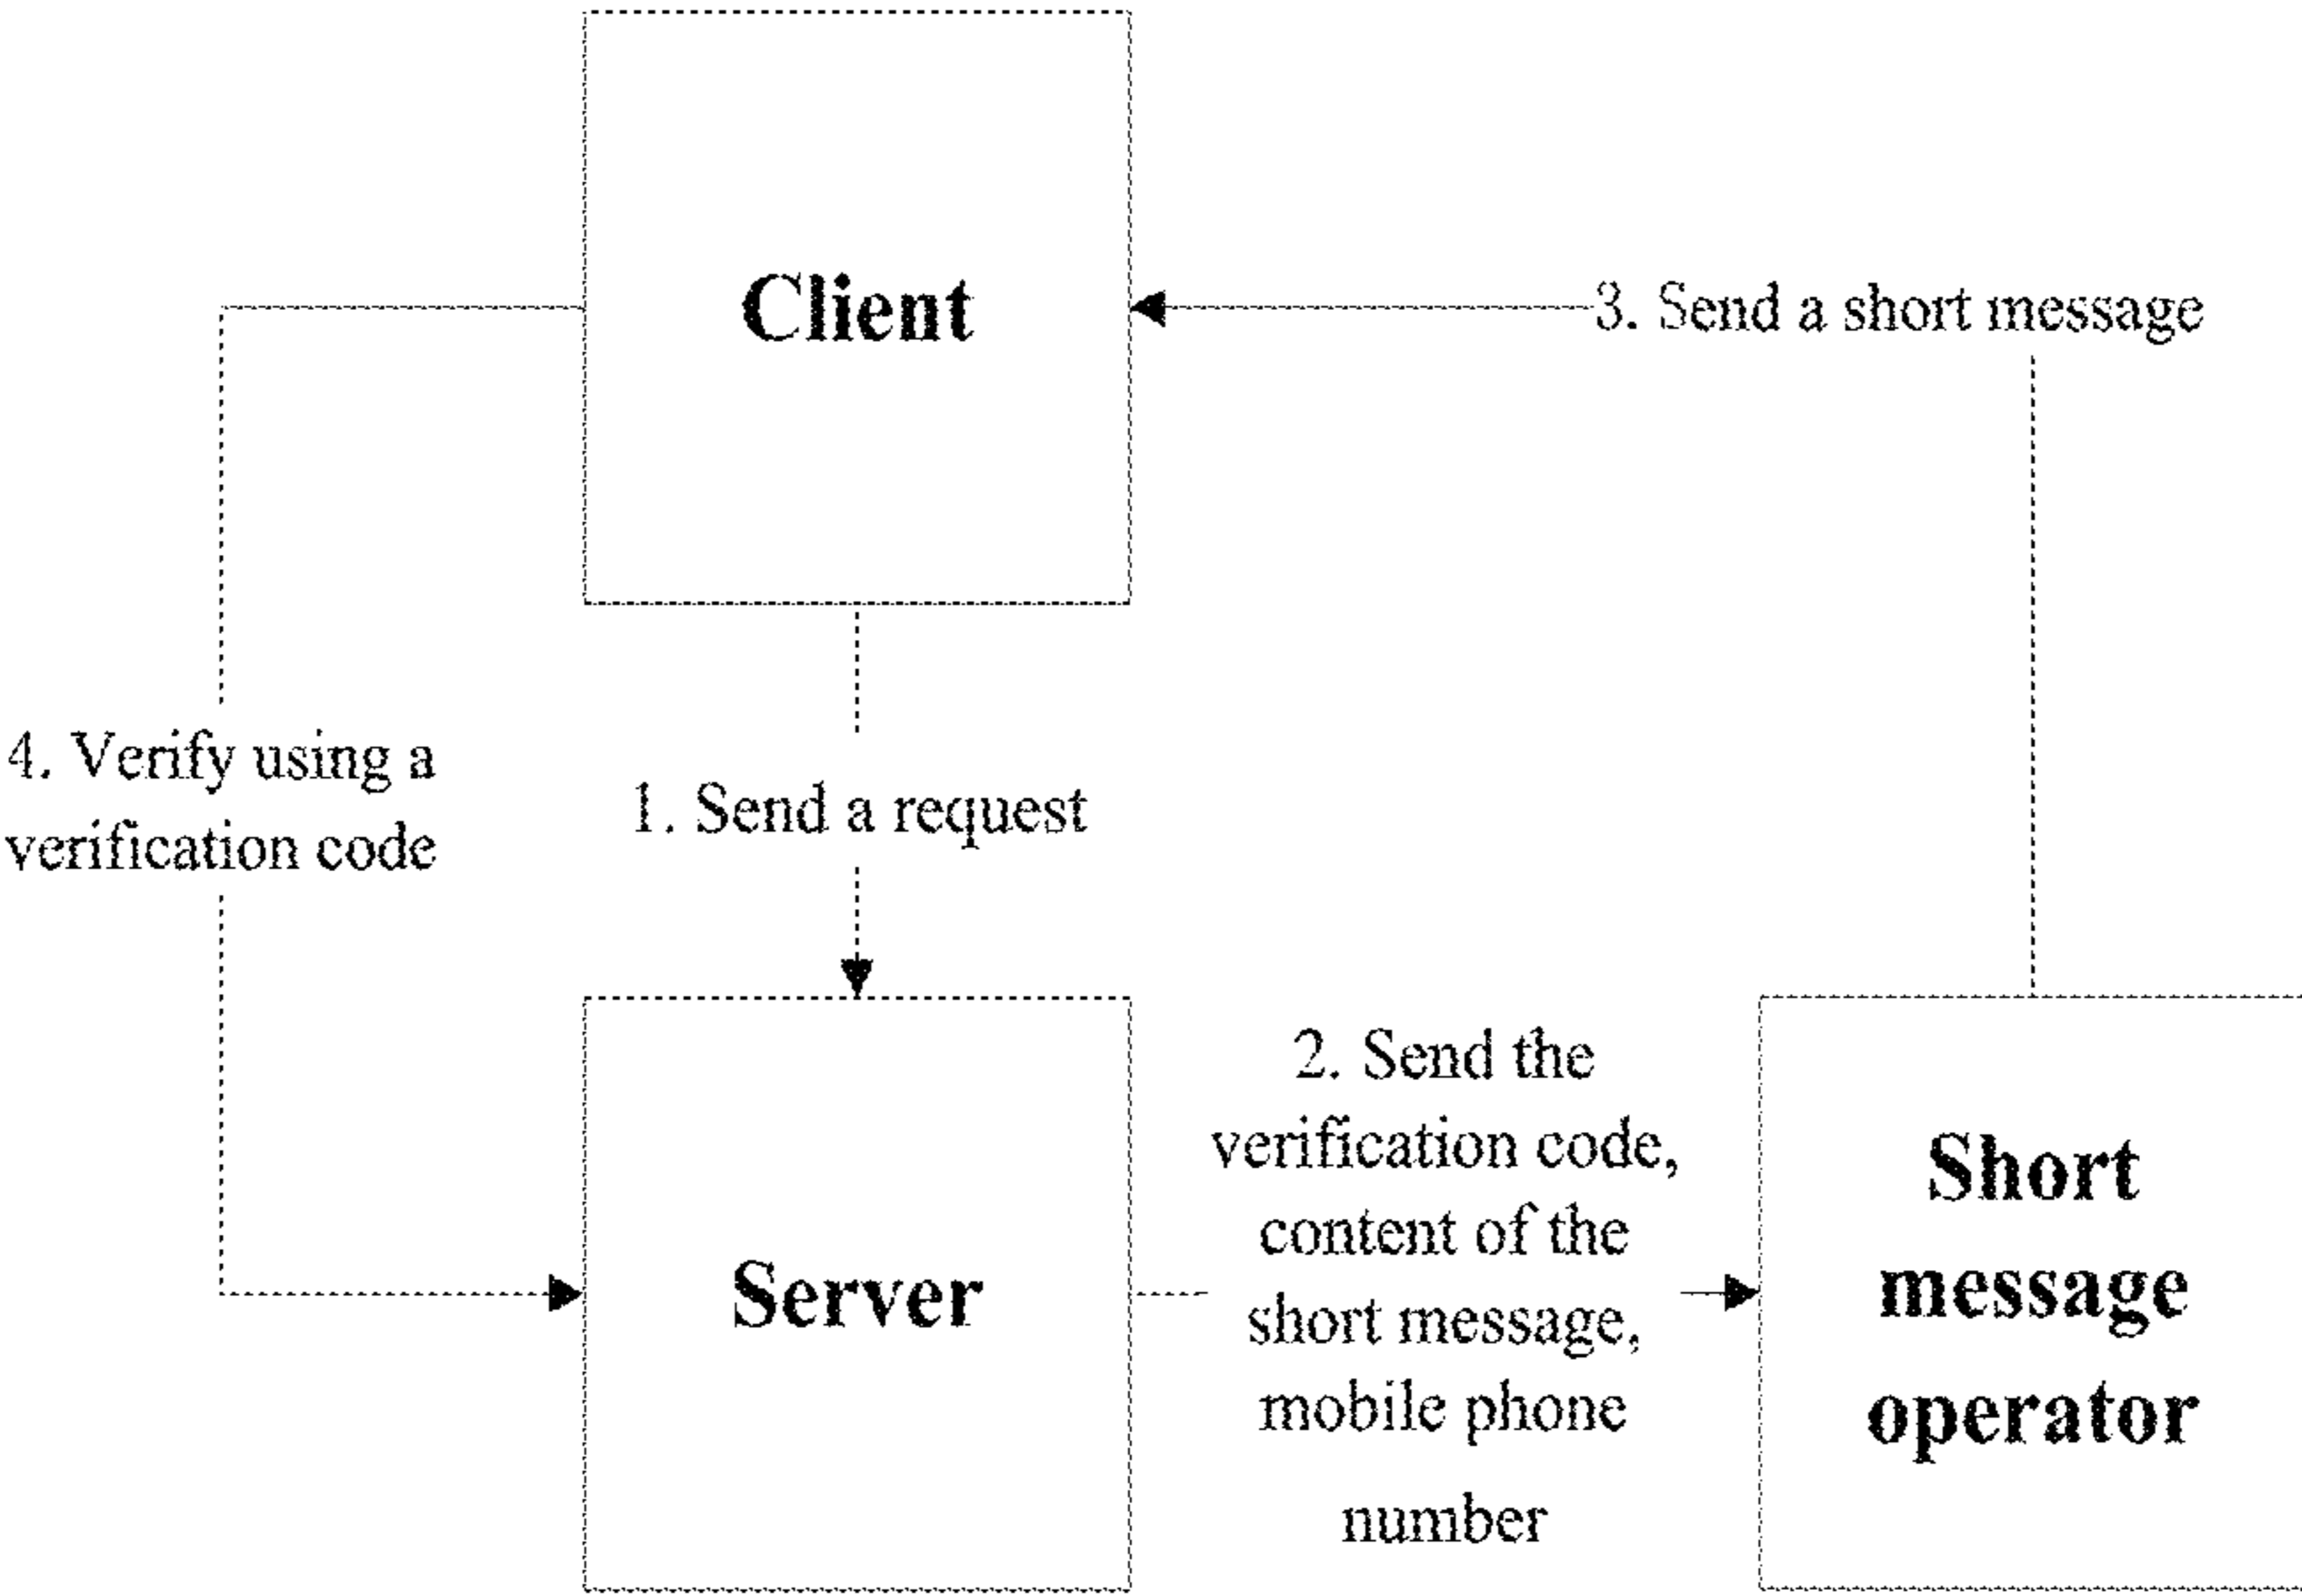 Client
3. Send a short message
4. Verify using a
verification code
1. Send a request
Server
2. Send the
verification code,
content of the
short message,
mobile phone
number
Short
message
operator